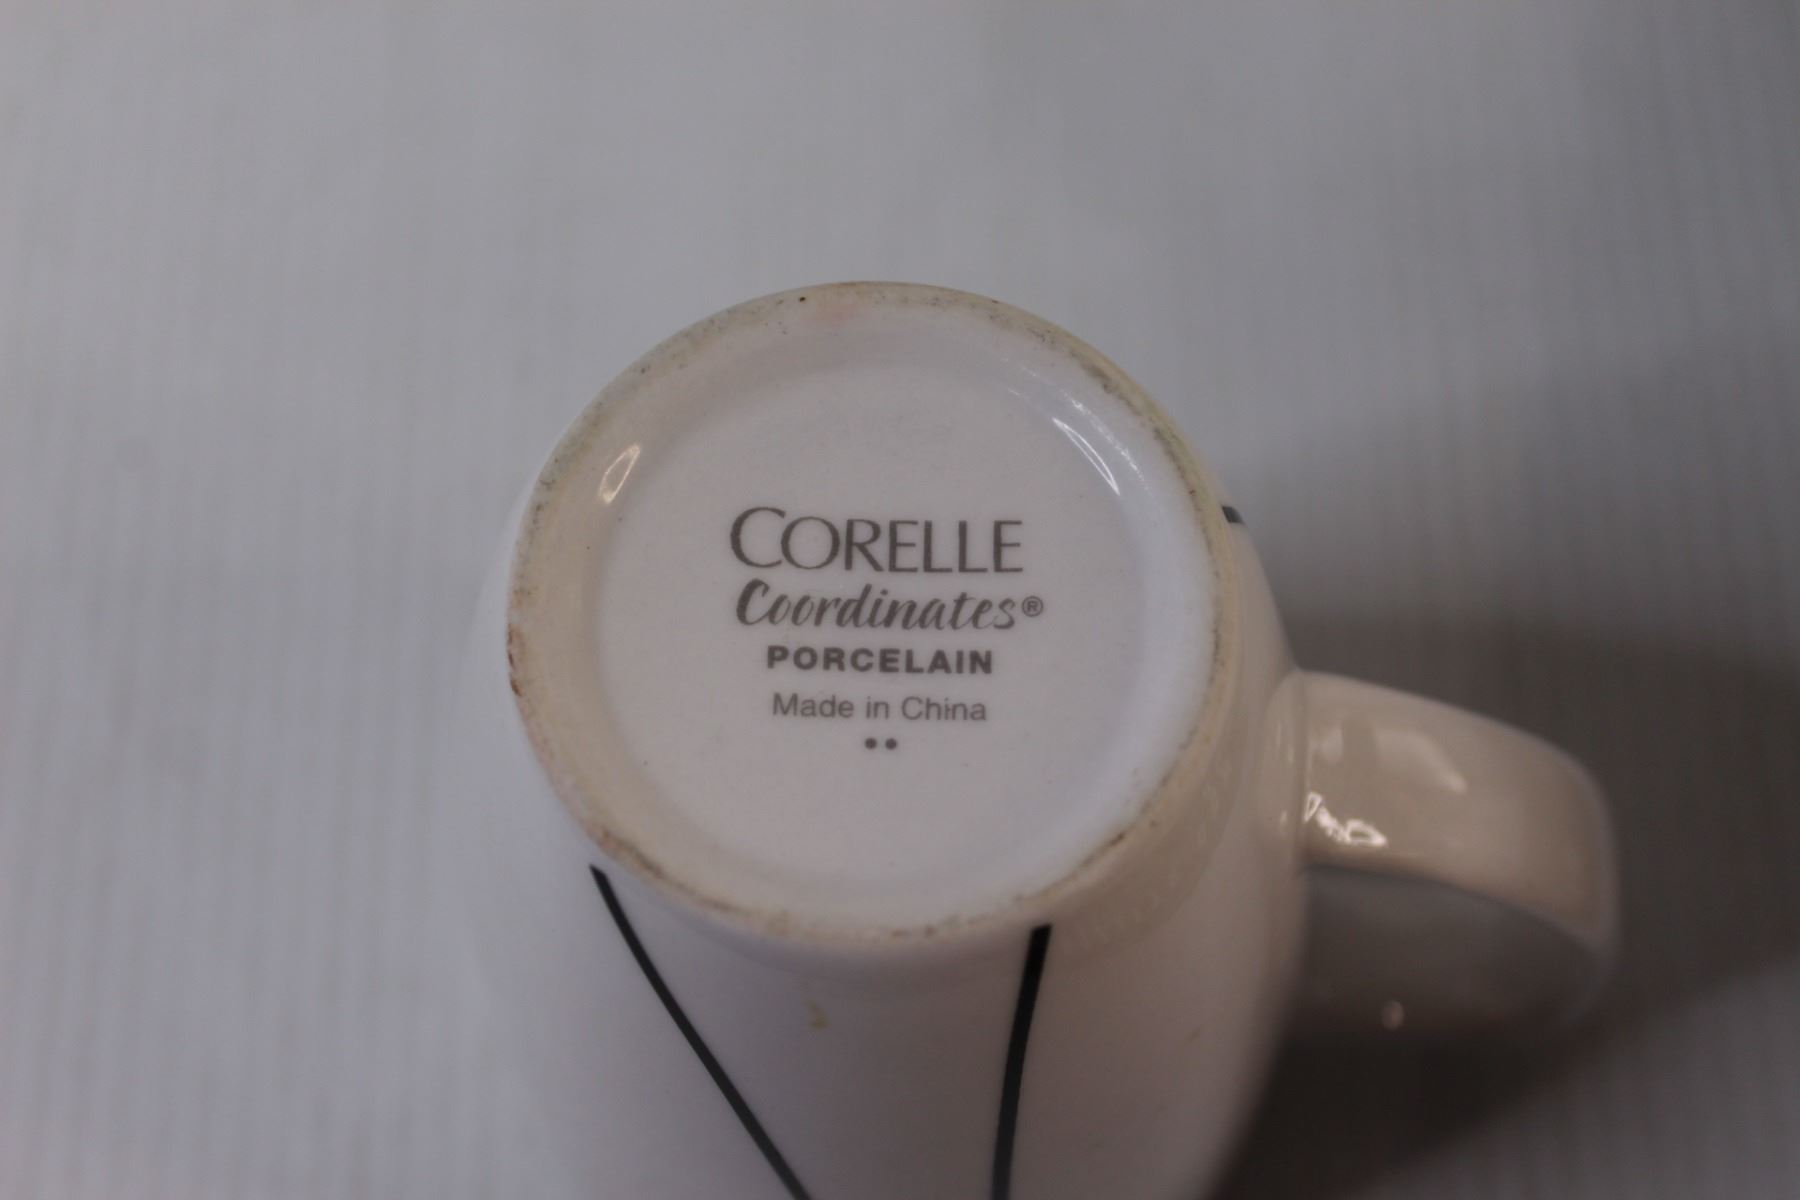 CORELLE
Coordinates®
PORCELAIN
Made in China